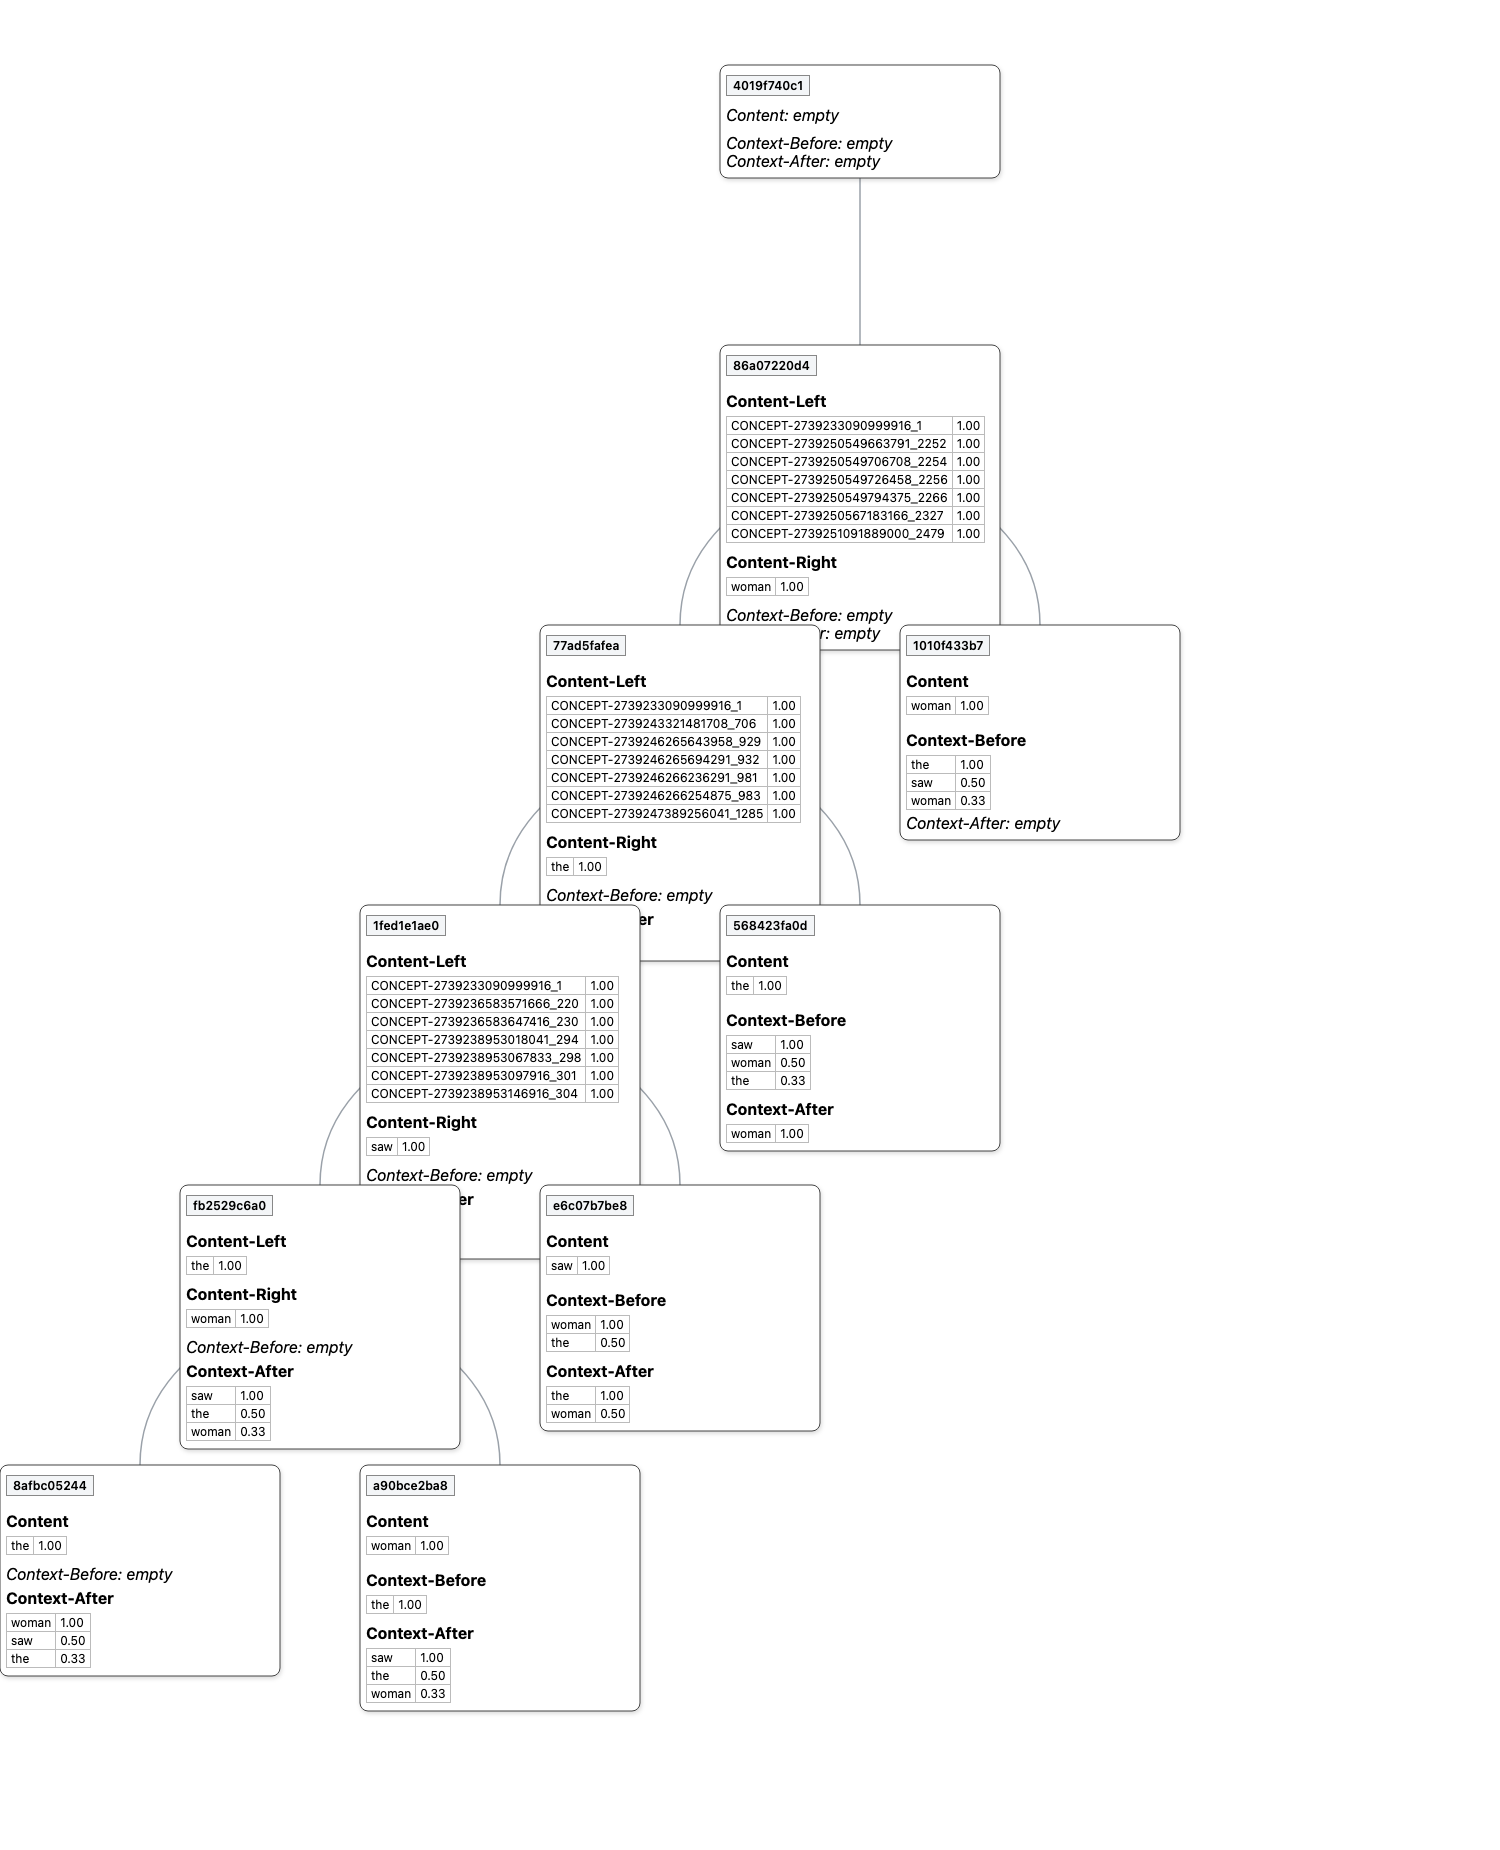 4019f740c1
Content: empty
Context-Before: empty
Context-After: empty
86a07220d4
Content-Left
CONCEPT-2739233090999916_1 1.00
CONCEPT-2739250549663791_2252 1.00
CONCEPT-2739250549706708_2254 1.00
CONCEPT-2739250549726458_2256 1.00
CONCEPT-2739250549794375_2266 1.00
CONCEPT-2739250567183166_2327 1.00
CONCEPT-2739251091889000_2479 1.00
Content-Right
woman 1.00
Context-Before: empty
r: empty
77ad5fafea
Content-Left
CONCEPT-2739233090999916_1 1.00
CONCEPT-2739243321481708_706 1.00
CONCEPT-2739246265643958_929 1.00
CONCEPT-2739246265694291_932 1.00
CONCEPT-2739246266236291_981 1.00
CONCEPT-2739246266254875_983 1.00
CONCEPT-2739247389256041_1285 1.00
Content-Right
the 1.00
Context-Before: empty
er
1010f433b7
Content
woman 1.00
Context-Before
the 1.00
saw 0.50
woman 0.33
Context-After: empty
1fed1e1ae0
Content-Left
CONCEPT-2739233090999916_1 1.00
CONCEPT-2739236583571666_220 1.00
CONCEPT-2739236583647416_230 1.00
CONCEPT-2739238953018041_294 1.00
CONCEPT-2739238953067833_298 1.00
CONCEPT-2739238953097916_301 1.00
CONCEPT-2739238953146916_304 1.00
Content-Right
saw 1.00
Context-Before: empty
er
568423fa0d
Content
the 1.00
Context-Before
saw 1.00
woman 0.50
the 0.33
Context-After
woman 1.00
fb2529c6a0
Content-Left
the 1.00
Content-Right
woman 1.00
Context-Before: empty
Context-After
saw 1.00
the 0.50
woman 0.33
e6c07b7be8
Content
saw 1.00
Context-Before
woman 1.00
the 0.50
Context-After
the 1.00
woman 0.50
8afbc05244
Content
the 1.00
Context-Before: empty
Context-After
woman 1.00
saw 0.50
the 0.33
a90bce2ba8
Content
woman 1.00
Context-Before
the 1.00
Context-After
saw 1.00
the 0.50
woman 0.33